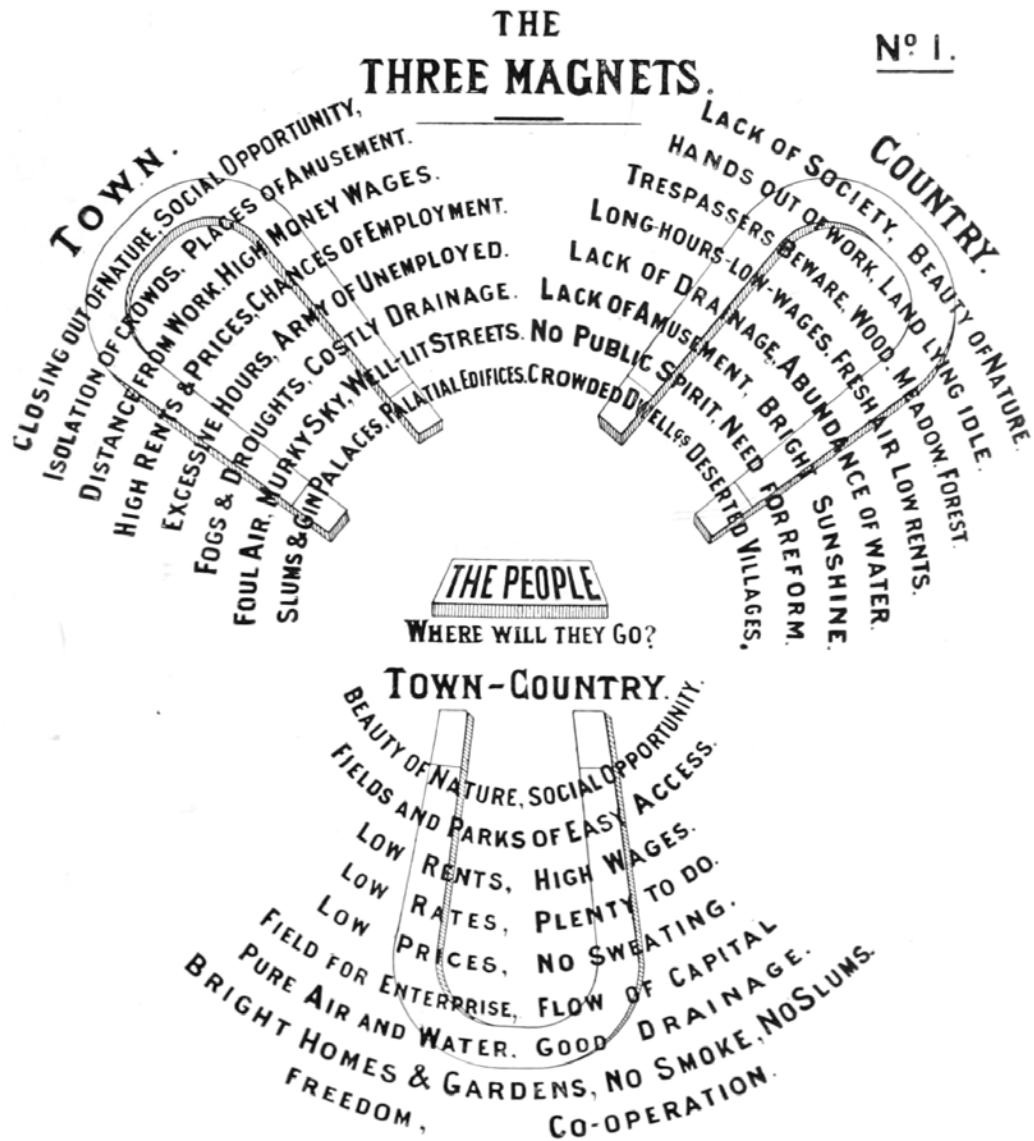 THE
THREE MAGNETS.
Nº 1.
TOWN.
CLOSING OUT OF NATURE. SOCIAL OPPORTUNITY,
ISOLATION OF CROWDS. PLACES OF AMUSEMENT.
DISTANCE FROM WORK. HIGH MONEY WAGES.
HIGH RENTS & PRICES. CHANCES OF EMPLOYMENT.
EXCESSIVE HOURS, ARMY OF UNEMPLOYED.
FOGS & DROUGHTS, COSTLY DRAINAGE.
FOUL AIR, MURKY SKY, WELL-LIT STREETS.
SLUMS & GIN PALACES, PALATIAL EDIFICES.
COUNTRY.
LACK OF SOCIETY, BEAUTY OF NATURE.
HANDS OUT OF WORK, LAND LYING IDLE.
TRESPASSERS BEWARE, WOOD, MEADOW, FOREST.
LONG-HOURS-LOW-WAGES, FRESH AIR LOW RENTS.
LACK OF DRAINAGE, ABUNDANCE OF WATER.
LACK OF AMUSEMENT, BRIGHT SUNSHINE.
NO PUBLIC SPIRIT, NEED FOR REFORM.
CROWDED DWELLGS DESERTED VILLAGES,
THE PEOPLE
WHERE WILL THEY GO?
TOWN-COUNTRY.
BEAUTY OF NATURE, SOCIAL OPPORTUNITY.
FIELDS AND PARKS OF EASY ACCESS.
LOW RENTS, HIGH WAGES.
LOW RATES, PLENTY TO DO.
LOW PRICES, NO SWEATING.
FIELD FOR ENTERPRISE, FLOW OF CAPITAL
PURE AIR AND WATER. GOOD DRAINAGE.
BRIGHT HOMES & GARDENS, NO SMOKE, NO SLUMS.
FREEDOM, CO-OPERATION.